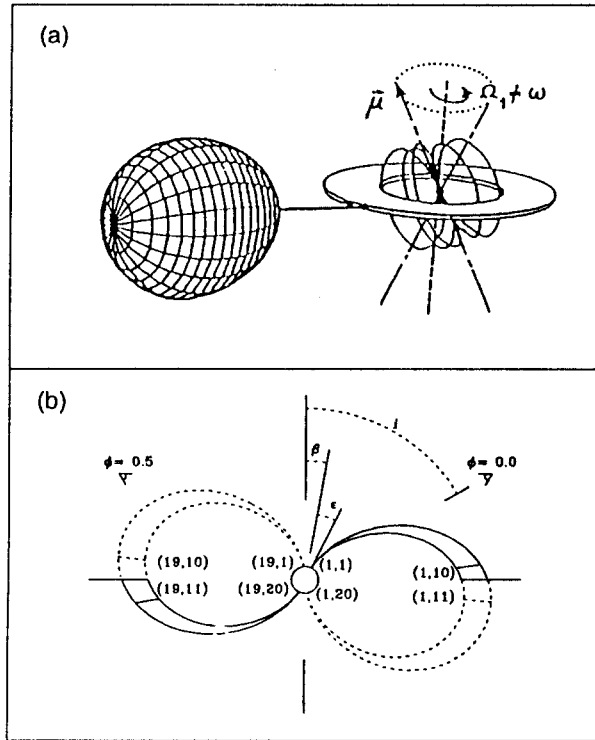 (a)
μ⃗
Ω₁≠ω
(b)
i
β
ε
ϕ= 0.5
ϕ= 0.0
(19,10)
(19,1)
(1,1)
(1,10)
(19,11)
(19,20)
(1,20)
(1,11)